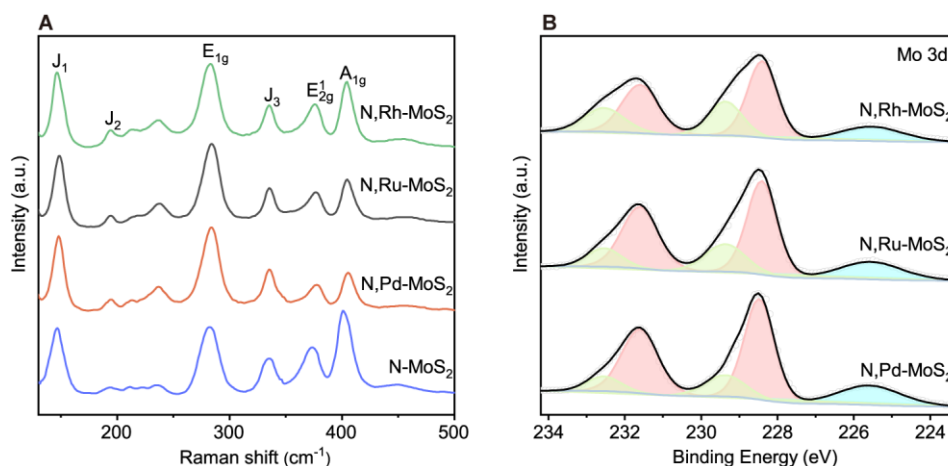 A
J₁
J₂
E₁g
J₃
E¹₂g
A₁g
N,Rh-MoS₂
N,Ru-MoS₂
N,Pd-MoS₂
N-MoS₂
Intensity (a.u.)
200
300
400
500
Raman shift (cm⁻¹)
B
Mo 3d
N,Rh-MoS₂
N,Ru-MoS₂
N,Pd-MoS₂
Intensity (a.u.)
234
232
230
228
226
224
Binding Energy (eV)